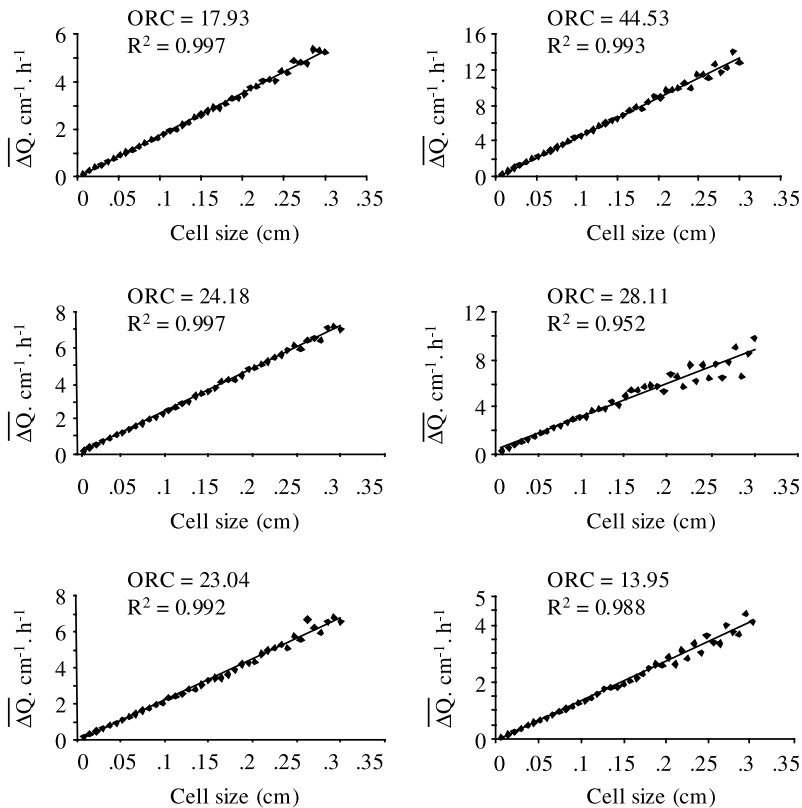 ORC = 17.93
R² = 0.997
6
4
2
0
ΔQ. cm⁻¹. h⁻¹
0 .05 .1 .15 .2 .25 .3 .35
Cell size (cm)
ORC = 44.53
R² = 0.993
16
12
8
4
0
ΔQ. cm⁻¹. h⁻¹
0 .05 .1 .15 .2 .25 .3 .35
Cell size (cm)
ORC = 24.18
R² = 0.997
8
6
4
2
0
ΔQ. cm⁻¹. h⁻¹
0 .05 .1 .15 .2 .25 .3 .35
Cell size (cm)
ORC = 28.11
R² = 0.952
12
8
4
0
ΔQ. cm⁻¹. h⁻¹
0 .05 .1 .15 .2 .25 .3 .35
Cell size (cm)
ORC = 23.04
R² = 0.992
8
6
4
2
0
ΔQ. cm⁻¹. h⁻¹
0 .05 .1 .15 .2 .25 .3 .35
Cell size (cm)
ORC = 13.95
R² = 0.988
5
4
2
0
ΔQ. cm⁻¹. h⁻¹
0 .05 .1 .15 .2 .25 .3 .35
Cell size (cm)